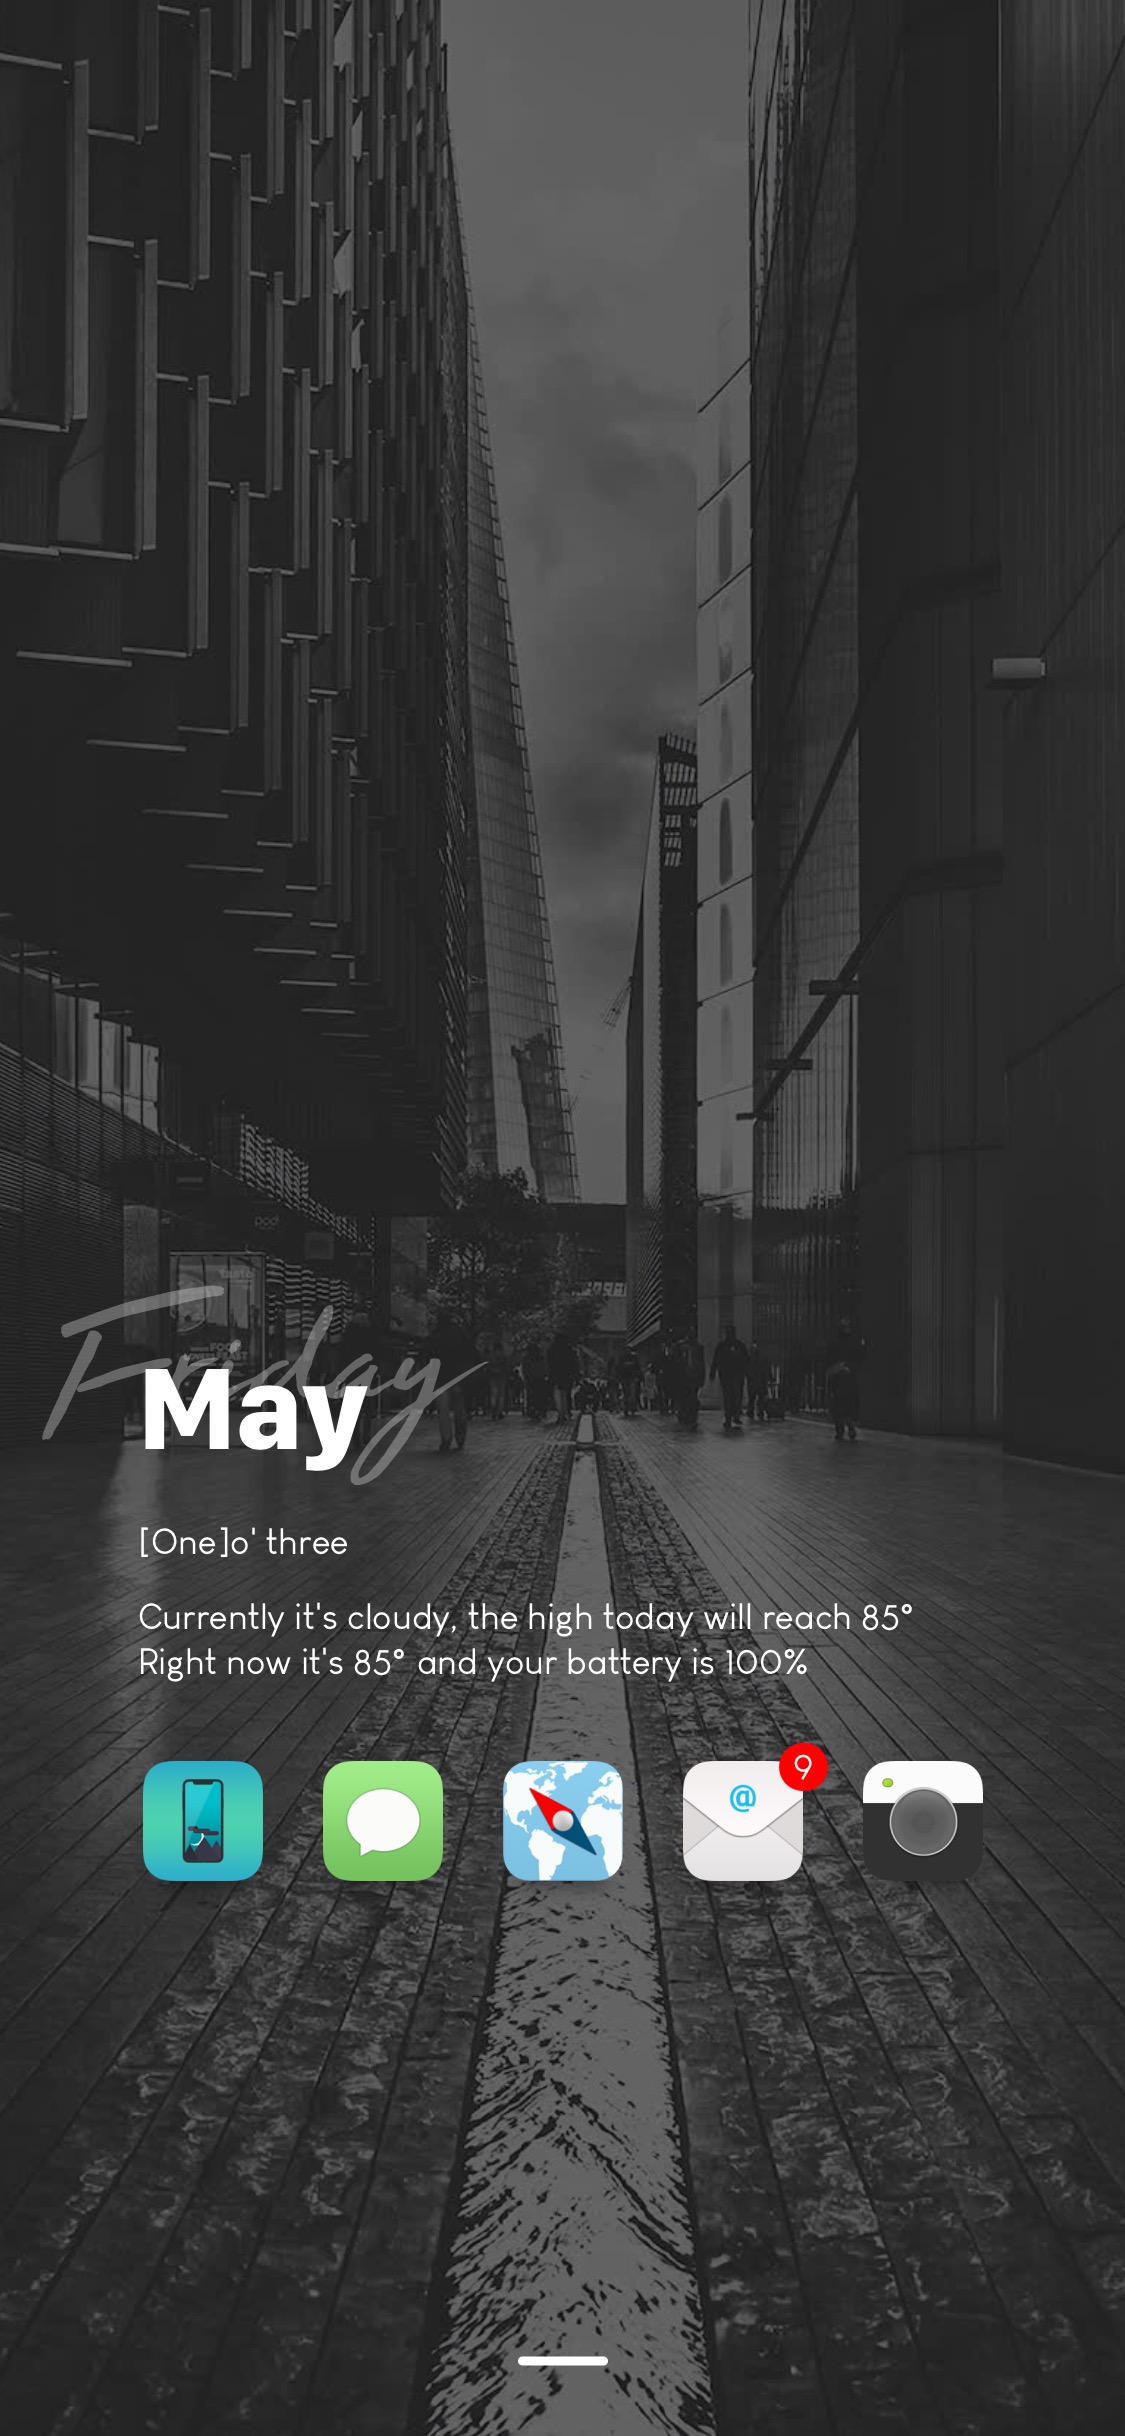 Friday
May
[One]o' three
Currently it's cloudy, the high today will reach 85°
Right now it's 85° and your battery is 100%
@
9